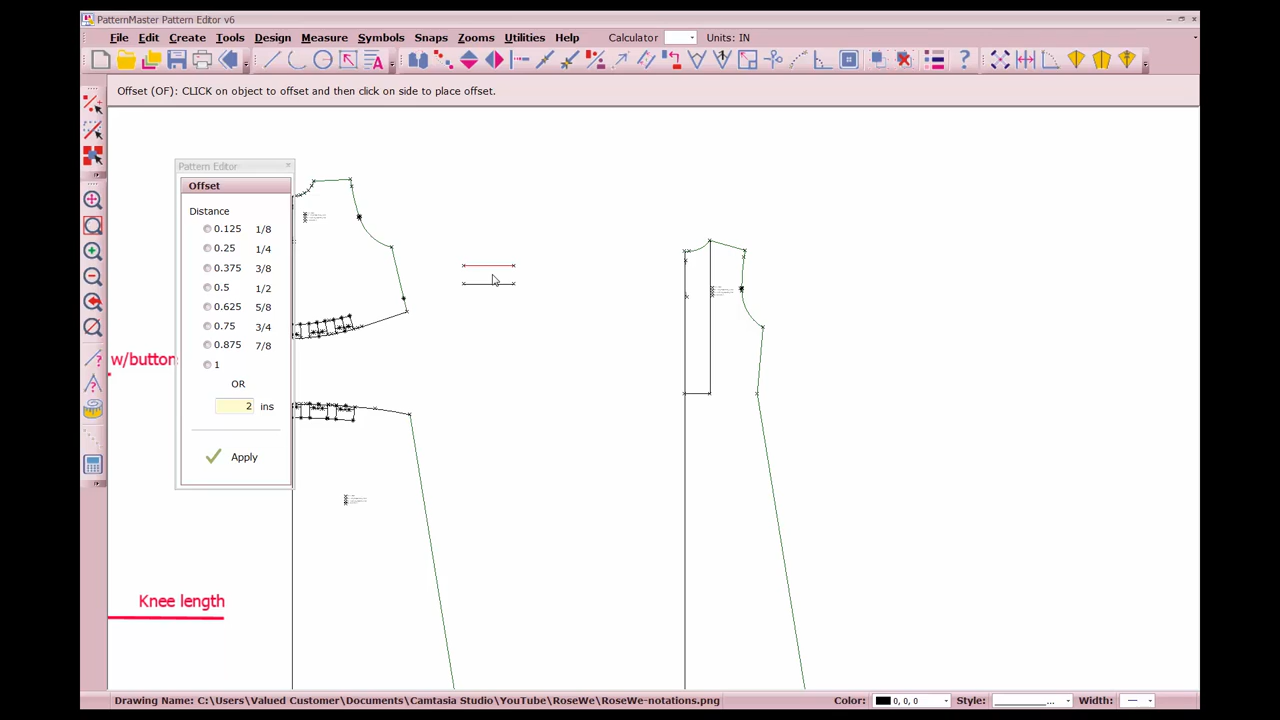 PatternMaster Pattern Editor v6
File Edit Create Tools Design Measure Symbols Snaps Zooms Utilities Help Calculator Units: IN
Offset (OF): CLICK on object to offset and then click on side to place offset.
Pattern Editor
Offset
Distance
0.125 1/8
0.25 1/4
0.375 3/8
0.5 1/2
0.625 5/8
0.75 3/4
0.875 7/8
1
OR
2 ins
Apply
w/button
Knee length
Drawing Name: C:\Users\Valued Customer\Documents\Camtasia Studio\YouTube\RoseWe\RoseWe-notations.png Color: 0, 0, 0 Style: ... Width: